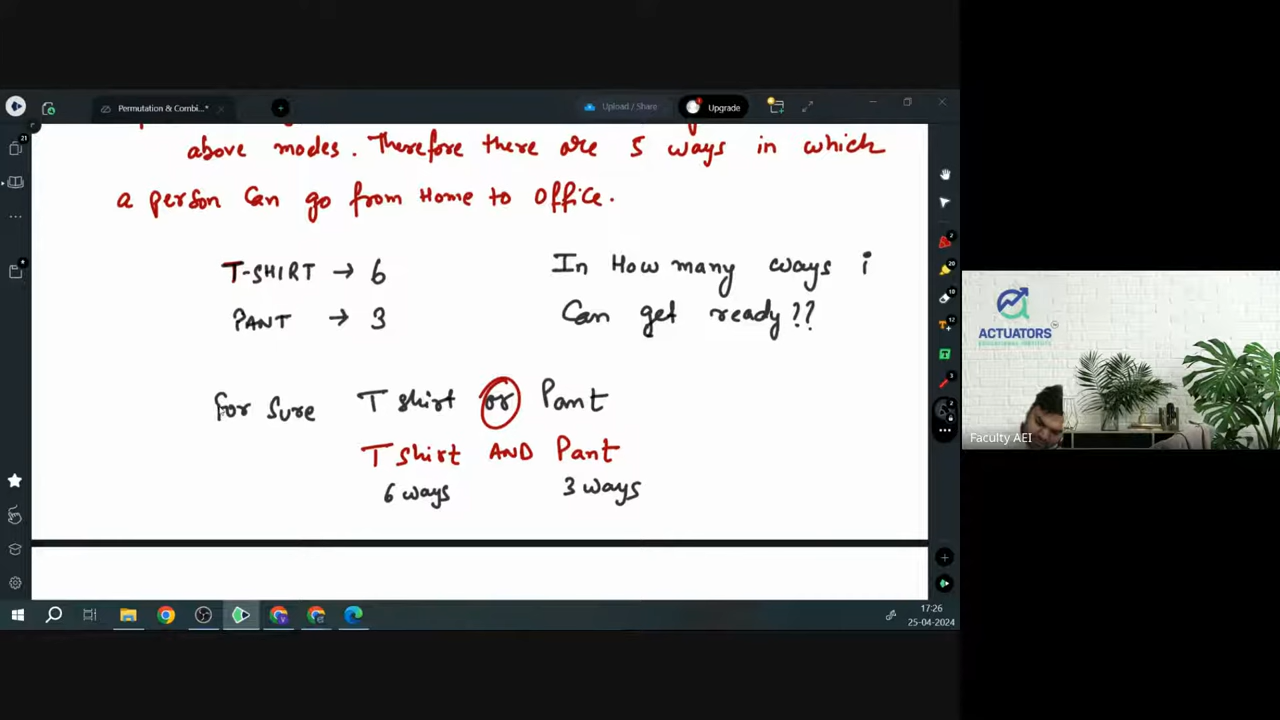 Permutation & Combi...*
Upload / Share
Upgrade
above modes. Therefore there are 5 ways in which
a person can go from Home to Office.
T-SHIRT → 6
PANT → 3
In How many ways i
Can get ready??
for sure T shirt or Pant
T shirt AND Pant
6 ways 3 ways
ACTUATORS
EDUCATIONAL INSTITUTE
Faculty AEI
17:26
25-04-2024